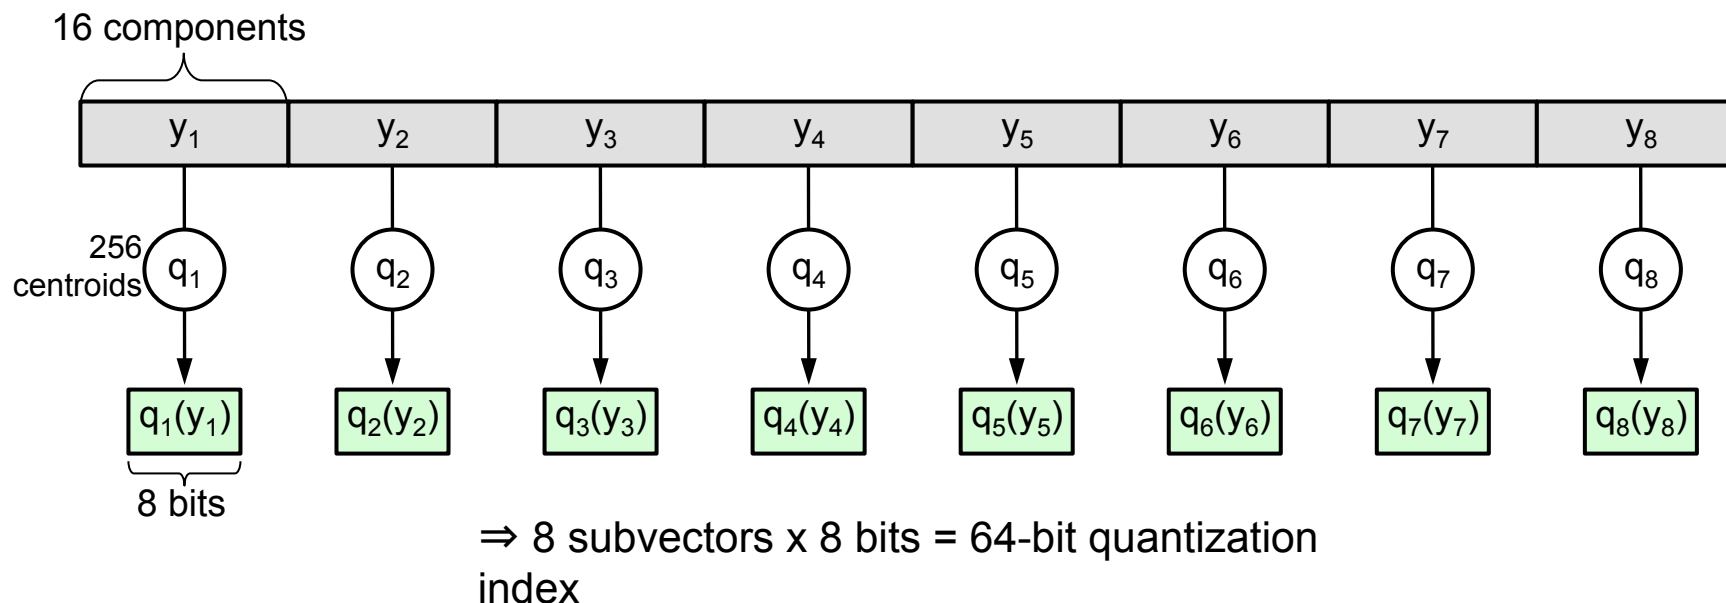 16 components
y₁ y₂ y₃ y₄ y₅ y₆ y₇ y₈
256
centroids
q₁ q₂ q₃ q₄ q₅ q₆ q₇ q₈
q₁(y₁) q₂(y₂) q₃(y₃) q₄(y₄) q₅(y₅) q₆(y₆) q₇(y₇) q₈(y₈)
8 bits
⇒ 8 subvectors x 8 bits = 64-bit quantization
index